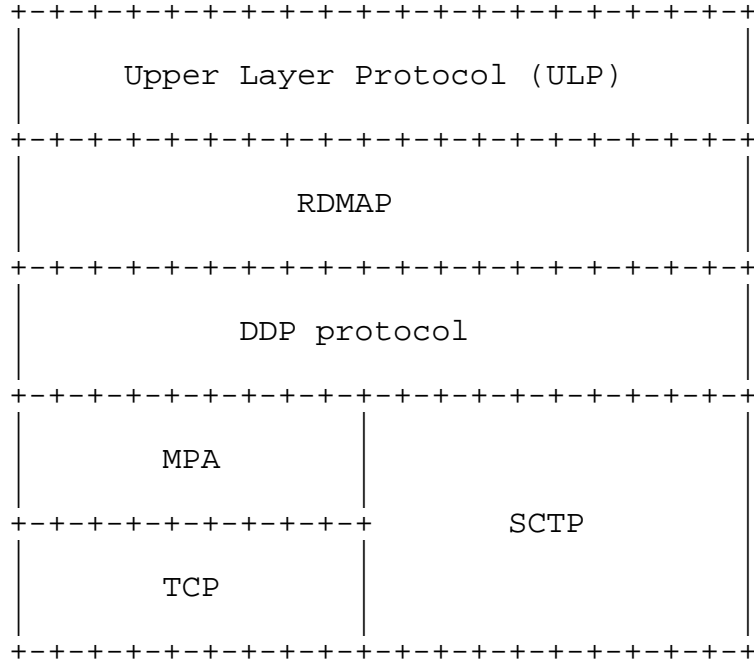 Upper Layer Protocol (ULP)
RDMAP
DDP protocol
MPA
SCTP
TCP